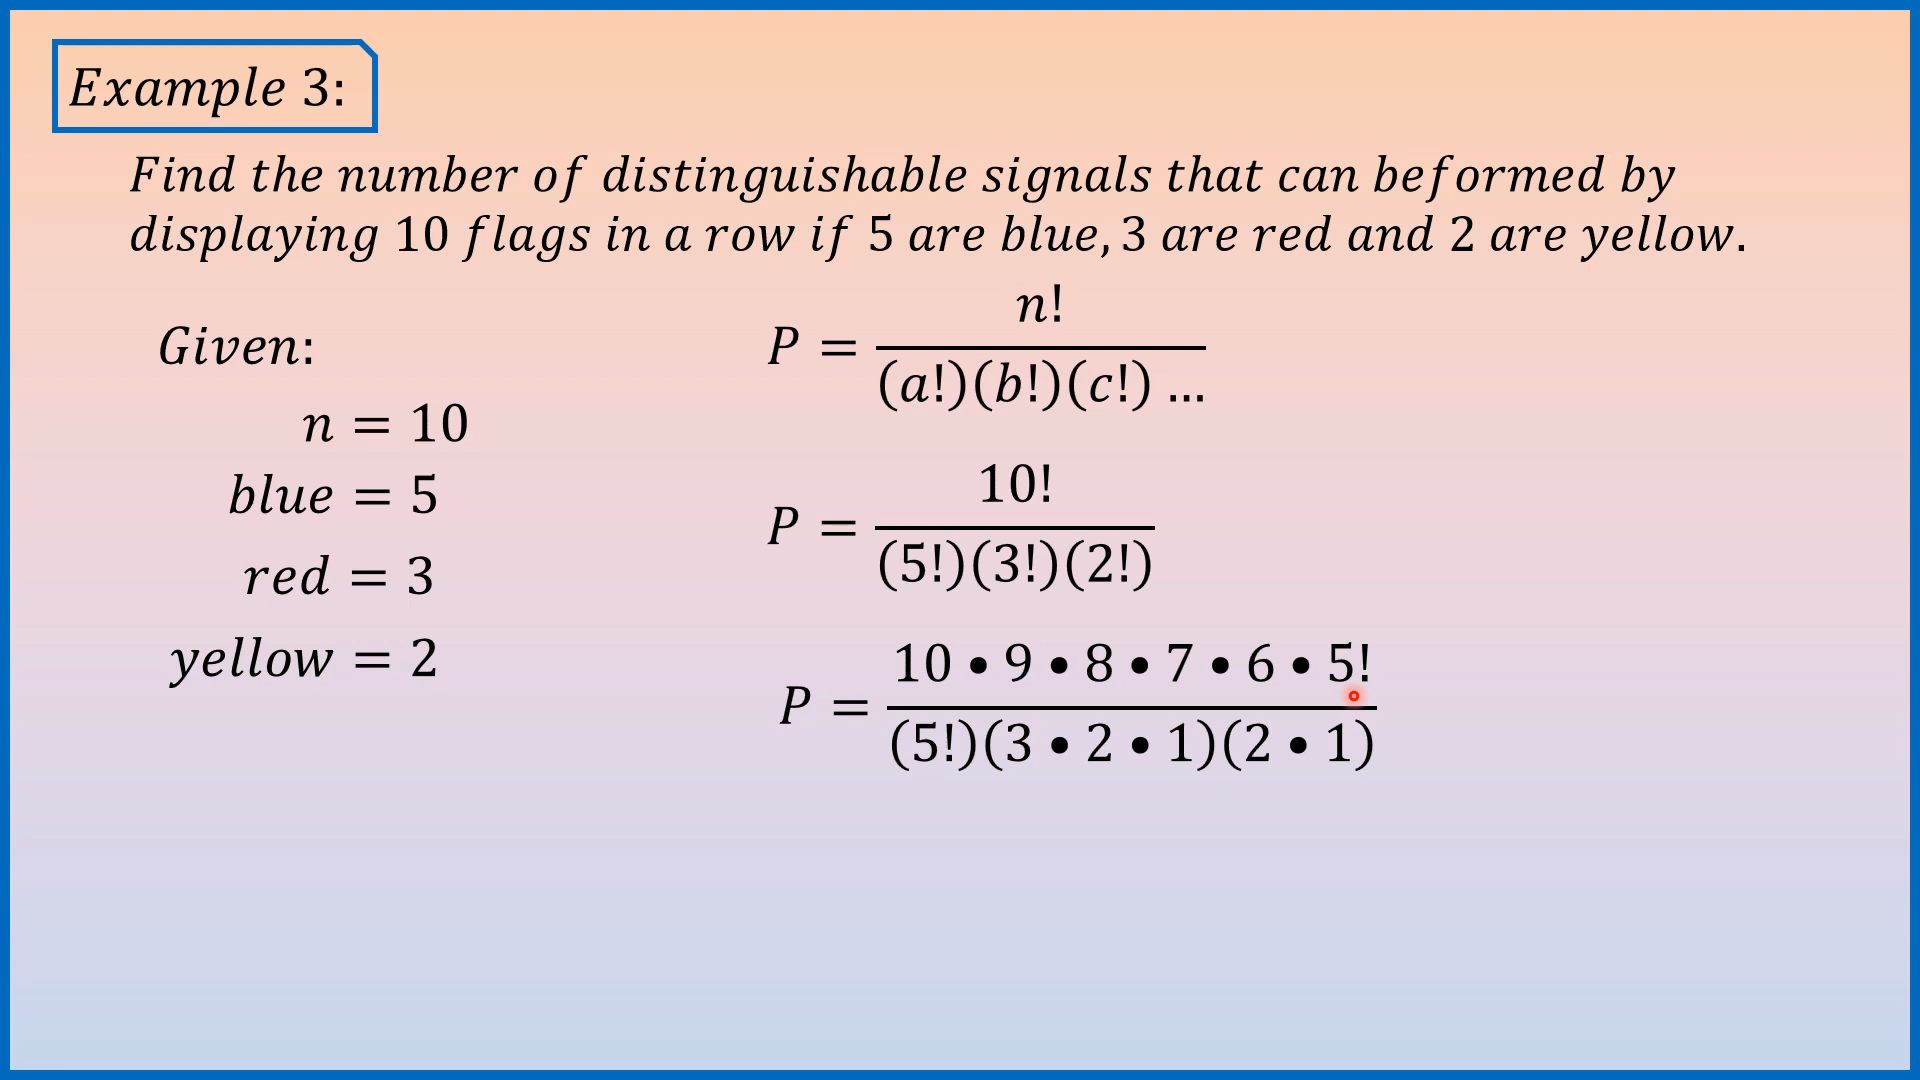 Example 3:
Find the number of distinguishable signals that can beformed by
displaying 10 flags in a row if 5 are blue, 3 are red and 2 are yellow.
Given:
n = 10
blue = 5
red = 3
yellow = 2
P = n! / (a!)(b!)(c!) ...
P = 10! / (5!)(3!)(2!)
P = 10 • 9 • 8 • 7 • 6 • 5! / (5!)(3 • 2 • 1)(2 • 1)